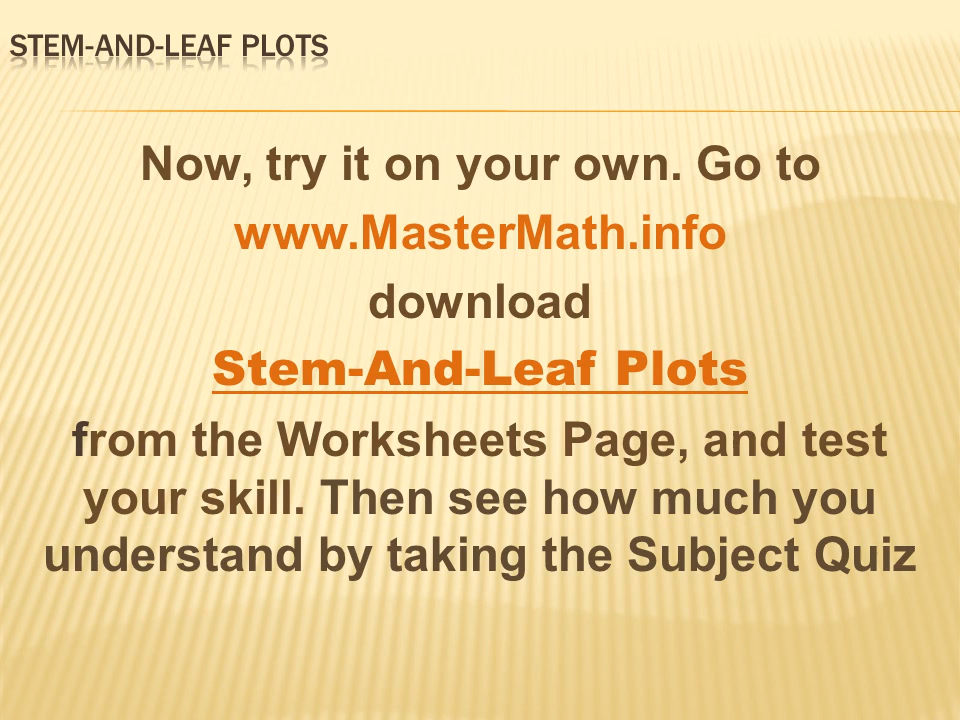 STEM-AND-LEAF PLOTS
Now, try it on your own. Go to
www.MasterMath.info
download
Stem-And-Leaf Plots
from the Worksheets Page, and test
your skill. Then see how much you
understand by taking the Subject Quiz